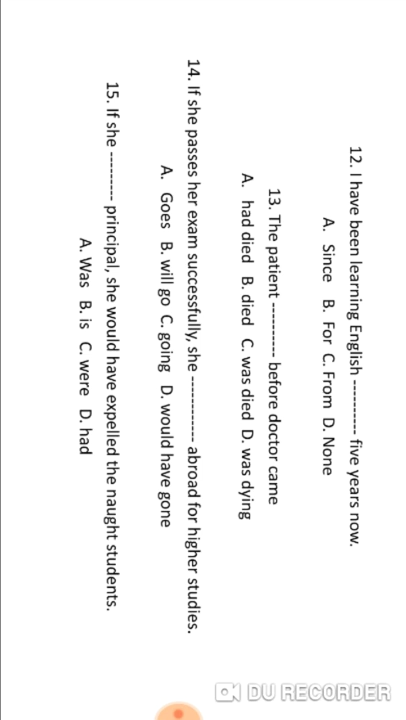 12. I have been learning English ----------- five years now.
A. Since B. For C. From D. None
13. The patient ----------- before doctor came
A. had died B. died C. was died D. was dying
14. If she passes her exam successfully, she ------------- abroad for higher studies.
A. Goes B. will go C. going D. would have gone
15. If she ---------- principal, she would have expelled the naught students.
A. Was B. is C. were D. had
DU RECORDER